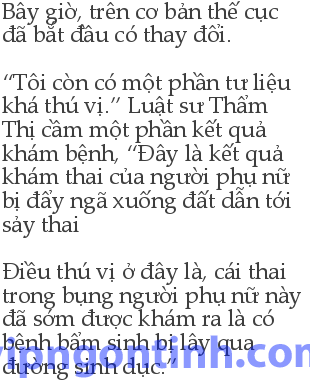 Bây giờ, trên cơ bản thế cục
đã bắt đầu có thay đổi.
“Tôi còn có một phần tư liệu
khá thú vị.” Luật sư Thẩm
Thị cầm một phần kết quả
khám bệnh, “Đây là kết quả
khám thai của người phụ nữ
bị đẩy ngã xuống đất dẫn tới
sảy thai
Điều thú vị ở đây là, cái thai
trong bụng người phụ nữ này
đã sớm được khám ra là có
bệnh bẩm sinh bị lây qua
đường sinh dục.”
vipngontinh.com